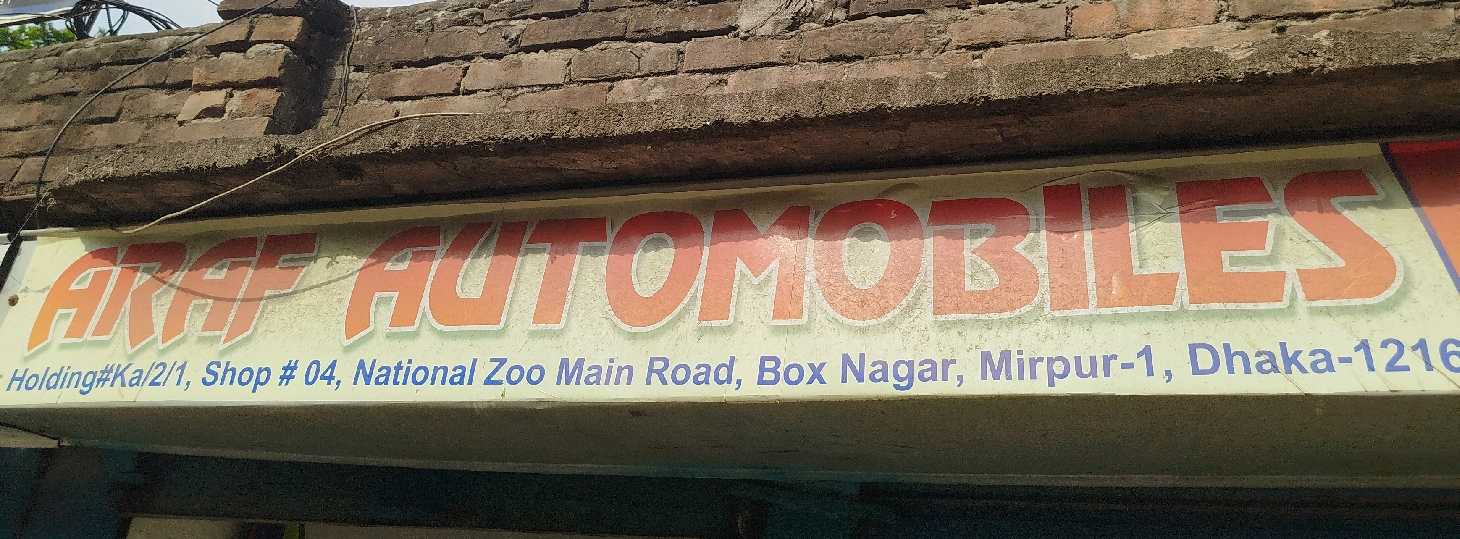 ARAF AUTOMOBILES
Holding#Ka/2/1, Shop # 04, National Zoo Main Road, Box Nagar, Mirpur-1, Dhaka-1216